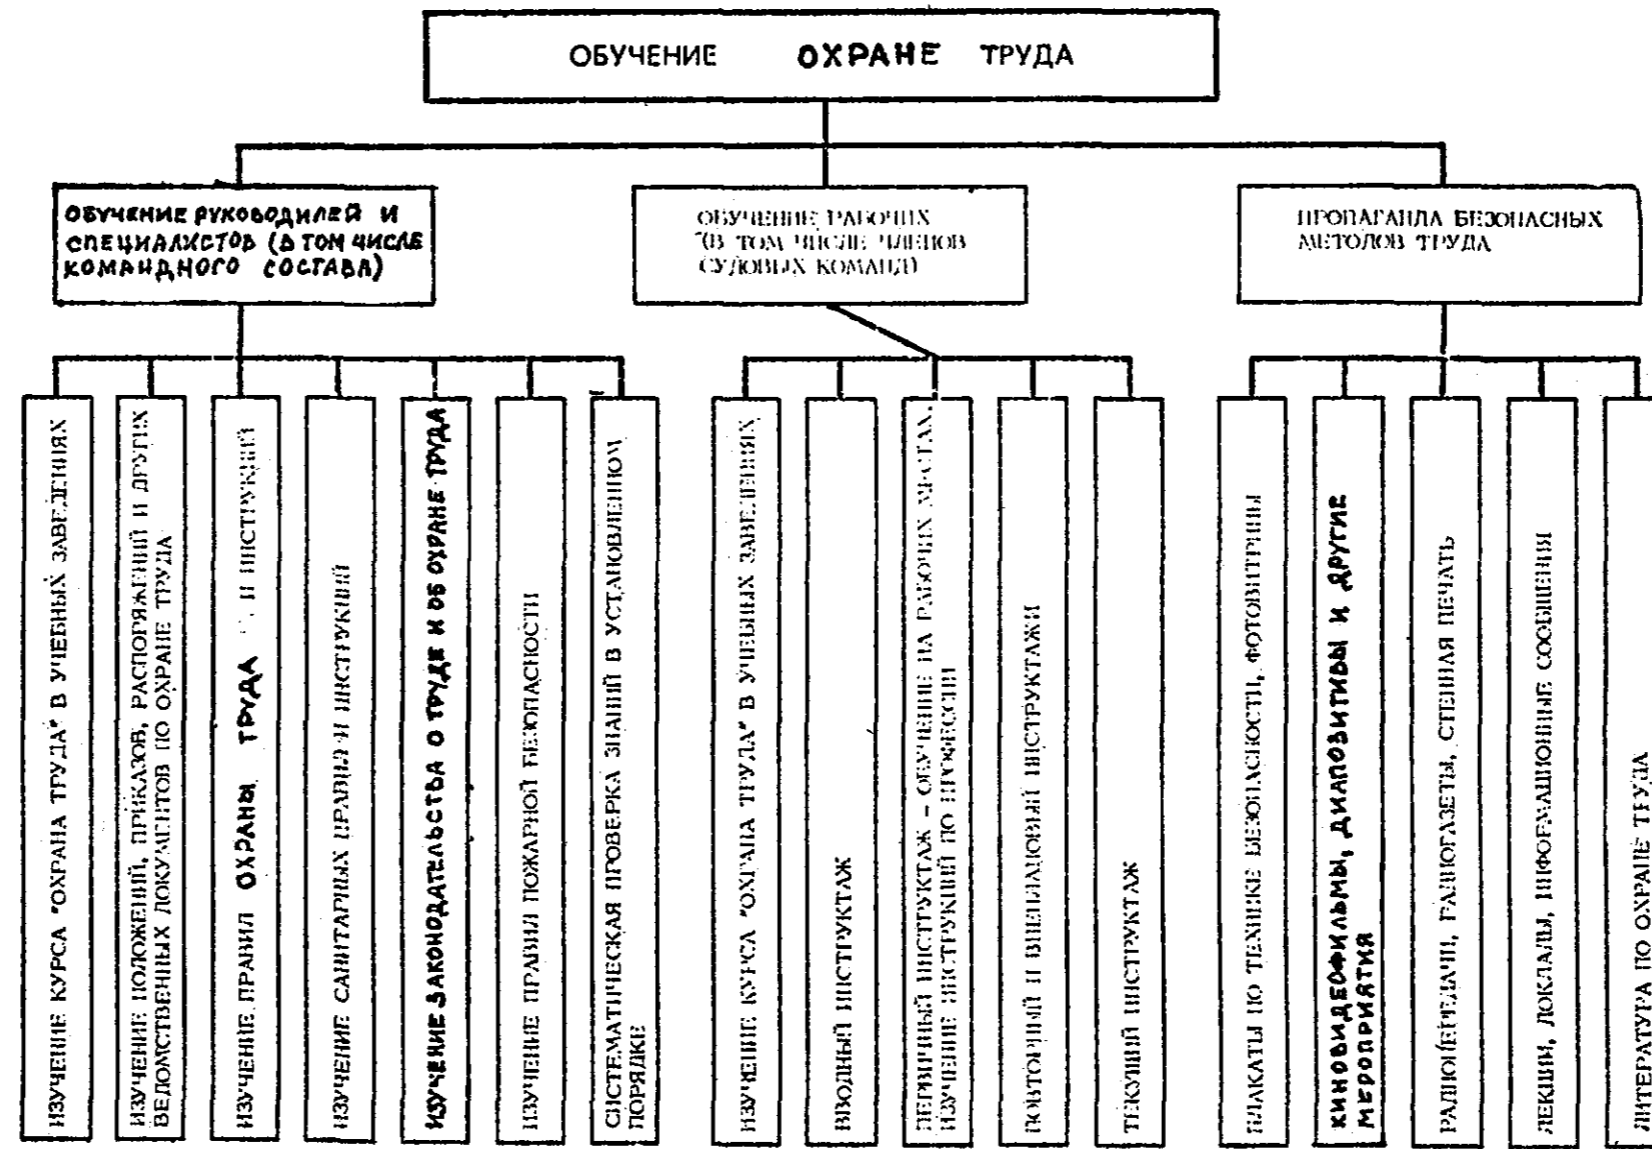 ОБУЧЕНИЕ ОХРАНЕ ТРУДА
ОБУЧЕНИЕ РУКОВОДИЛЕЙ И
СПЕЦИАЛИСТОВ (В ТОМ ЧИСЛЕ
КОМАНДНОГО СОСТАВА)
ОБУЧЕНИЕ РАБОЧИХ
(В ТОМ ЧИСЛЕ ЧЛЕНОВ
СУДОВЫХ КОМАНД)
ПРОПАГАНДА БЕЗОПАСНЫХ
МЕТОДОВ ТРУДА
ИЗУЧЕНИЕ КУРСА "ОХРАНА ТРУДА" В УЧЕБНЫХ ЗАВЕДЕНИЯХ
ИЗУЧЕНИЕ ПОЛОЖЕНИЙ, ПРИКАЗОВ, РАСПОРЯЖЕНИЙ И ДРУГИХ
ВЕДОМСТВЕННЫХ ДОКУМЕНТОВ ПО ОХРАНЕ ТРУДА
ИЗУЧЕНИЕ ПРАВИЛ ОХРАНЫ ТРУДА И ИНСТРУКЦИЙ
ИЗУЧЕНИЕ САНИТАРНЫХ ПРАВИЛ И ИНСТРУКЦИЙ
ИЗУЧЕНИЕ ЗАКОНОДАТЕЛЬСТВА О ТРУДЕ И ОБ ОХРАНЕ ТРУДА
ИЗУЧЕНИЕ ПРАВИЛ ПОЖАРНОЙ БЕЗОПАСНОСТИ
СИСТЕМАТИЧЕСКАЯ ПРОВЕРКА ЗНАНИЙ В УСТАНОВЛЕННОМ
ПОРЯДКЕ
ИЗУЧЕНИЕ КУРСА "ОХРАНА ТРУДА" В УЧЕБНЫХ ЗАВЕДЕНИЯХ
ВВОДНЫЙ ИНСТРУКТАЖ
ПЕРВИЧНЫЙ ИНСТРУКТАЖ – ОБУЧЕНИЕ НА РАБОЧИХ МЕСТАХ.
ИЗУЧЕНИЕ ИНСТРУКЦИЙ ПО ПРОФЕССИИ
ПОВТОРНЫЙ И ВНЕПЛАНОВЫЙ ИНСТРУКТАЖИ
ТЕКУЩИЙ ИНСТРУКТАЖ
ПЛАКАТЫ ПО ТЕХНИКЕ БЕЗОПАСНОСТИ, ФОТОВИТРИНЫ
КИНОВИДЕОФИЛЬМЫ, ДИАПОЗИТИВЫ И ДРУГИЕ
МЕРОПРИЯТИЯ
РАДИОПЕРЕДАЧИ, РАДИОГАЗЕТЫ, СТЕННАЯ ПЕЧАТЬ
ЛЕКЦИИ, ДОКЛАДЫ, ИНФОРМАЦИОННЫЕ СООБЩЕНИЯ
ЛИТЕРАТУРА ПО ОХРАНЕ ТРУДА